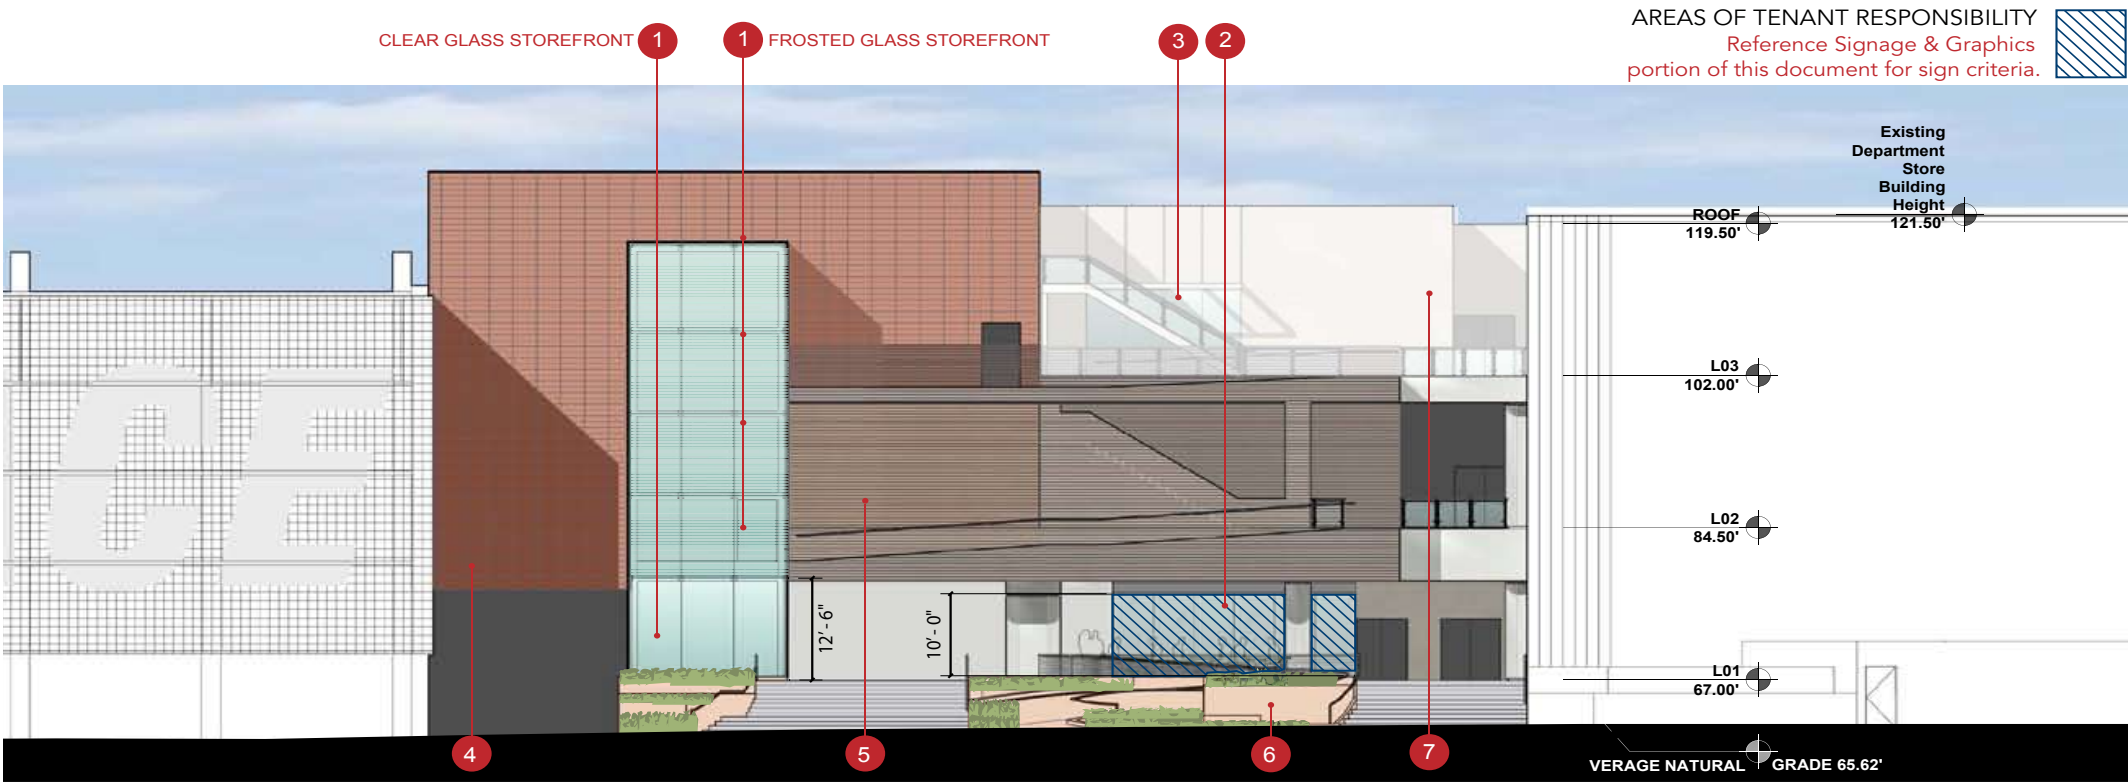 AREAS OF TENANT RESPONSIBILITY
Reference Signage & Graphics
portion of this document for sign criteria.
CLEAR GLASS STOREFRONT 1
1 FROSTED GLASS STOREFRONT
3 2
Existing
Department
Store
Building
Height
121.50'
ROOF
119.50'
L03
102.00'
CE
L02
84.50'
12'-6"
10'-0"
L01
67.00'
4 5 6 7
VERAGE NATURAL GRADE 65.62'